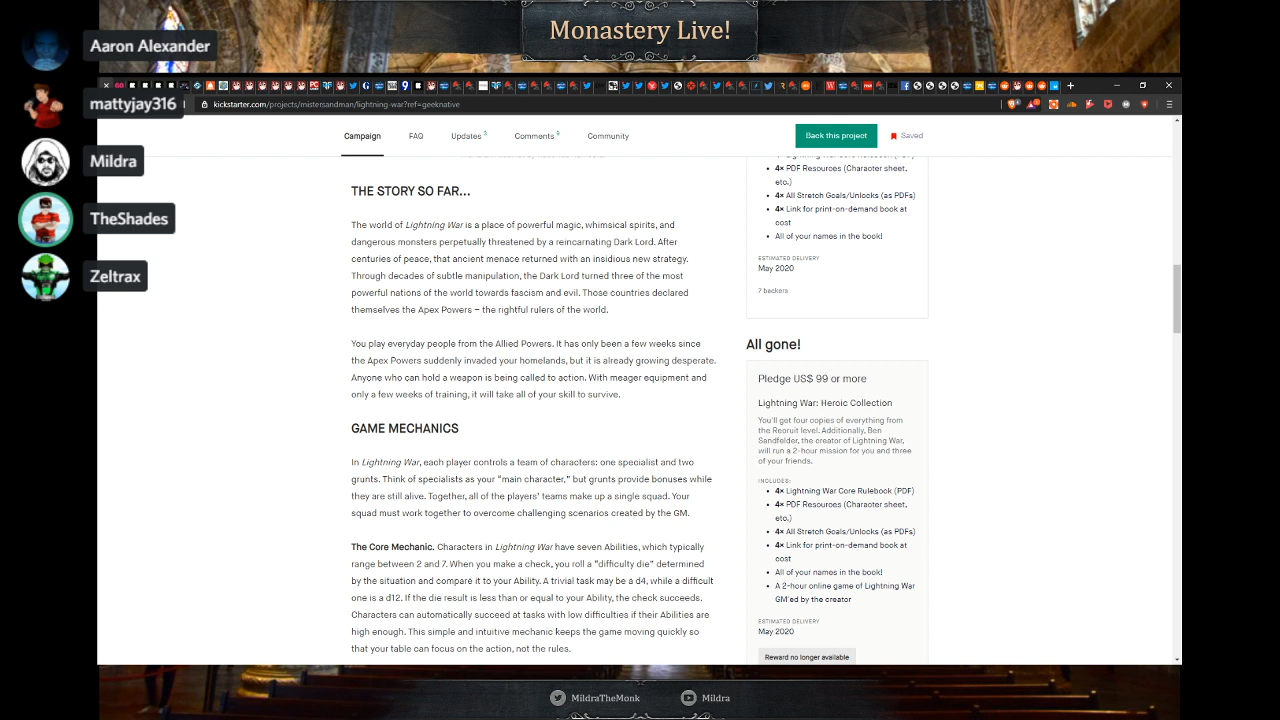 Monastery Live!
Aaron Alexander
mattyjay316
Mildra
TheShades
Zeltrax
kickstarter.com/projects/mistersandman/lightning-war?ref=geeknative
Campaign
FAQ
Updates 3
Comments
Community
Back this project
Saved
THE STORY SO FAR...
The world of Lightning War is a place of powerful magic, whimsical spirits, and
dangerous monsters perpetually threatened by a reincarnating Dark Lord. After
centuries of peace, that ancient menace returned with an insidious new strategy.
Through decades of subtle manipulation, the Dark Lord turned three of the most
powerful nations of the world towards fascism and evil. Those countries declared
themselves the Apex Powers – the rightful rulers of the world.
You play everyday people from the Allied Powers. It has only been a few weeks since
the Apex Powers suddenly invaded your homelands, but it is already growing desperate.
Anyone who can hold a weapon is being called to action. With meager equipment and
only a few weeks of training, it will take all of your skill to survive.
GAME MECHANICS
In Lightning War, each player controls a team of characters: one specialist and two
grunts. Think of specialists as your "main character," but grunts provide bonuses while
they are still alive. Together, all of the players' teams make up a single squad. Your
squad must work together to overcome challenging scenarios created by the GM.
The Core Mechanic. Characters in Lightning War have seven Abilities, which typically
range between 2 and 7. When you make a check, you roll a "difficulty die" determined
by the situation and compare it to your Ability. A trivial task may be a d4, while a difficult
one is a d12. If the die result is less than or equal to your Ability, the check succeeds.
Characters can automatically succeed at tasks with low difficulties if their Abilities are
high enough. This simple and intuitive mechanic keeps the game moving quickly so
that your table can focus on the action, not the rules.
4× PDF Resources (Character sheet,
etc.)
4× All Stretch Goals/Unlocks (as PDFs)
4× Link for print-on-demand book at
cost
All of your names in the book!
ESTIMATED DELIVERY
May 2020
7 backers
All gone!
Pledge US$ 99 or more
Lightning War: Heroic Collection
You'll get four copies of everything from
the Recruit level. Additionally, Ben
Sandfelder, the creator of Lightning War,
will run a 2-hour mission for you and three
of your friends.
INCLUDES:
4× Lightning War Core Rulebook (PDF)
4× PDF Resources (Character sheet,
etc.)
4× All Stretch Goals/Unlocks (as PDFs)
4× Link for print-on-demand book at
cost
All of your names in the book!
A 2-hour online game of Lightning War
GM'ed by the creator
ESTIMATED DELIVERY
May 2020
Reward no longer available
MildraTheMonk
Mildra